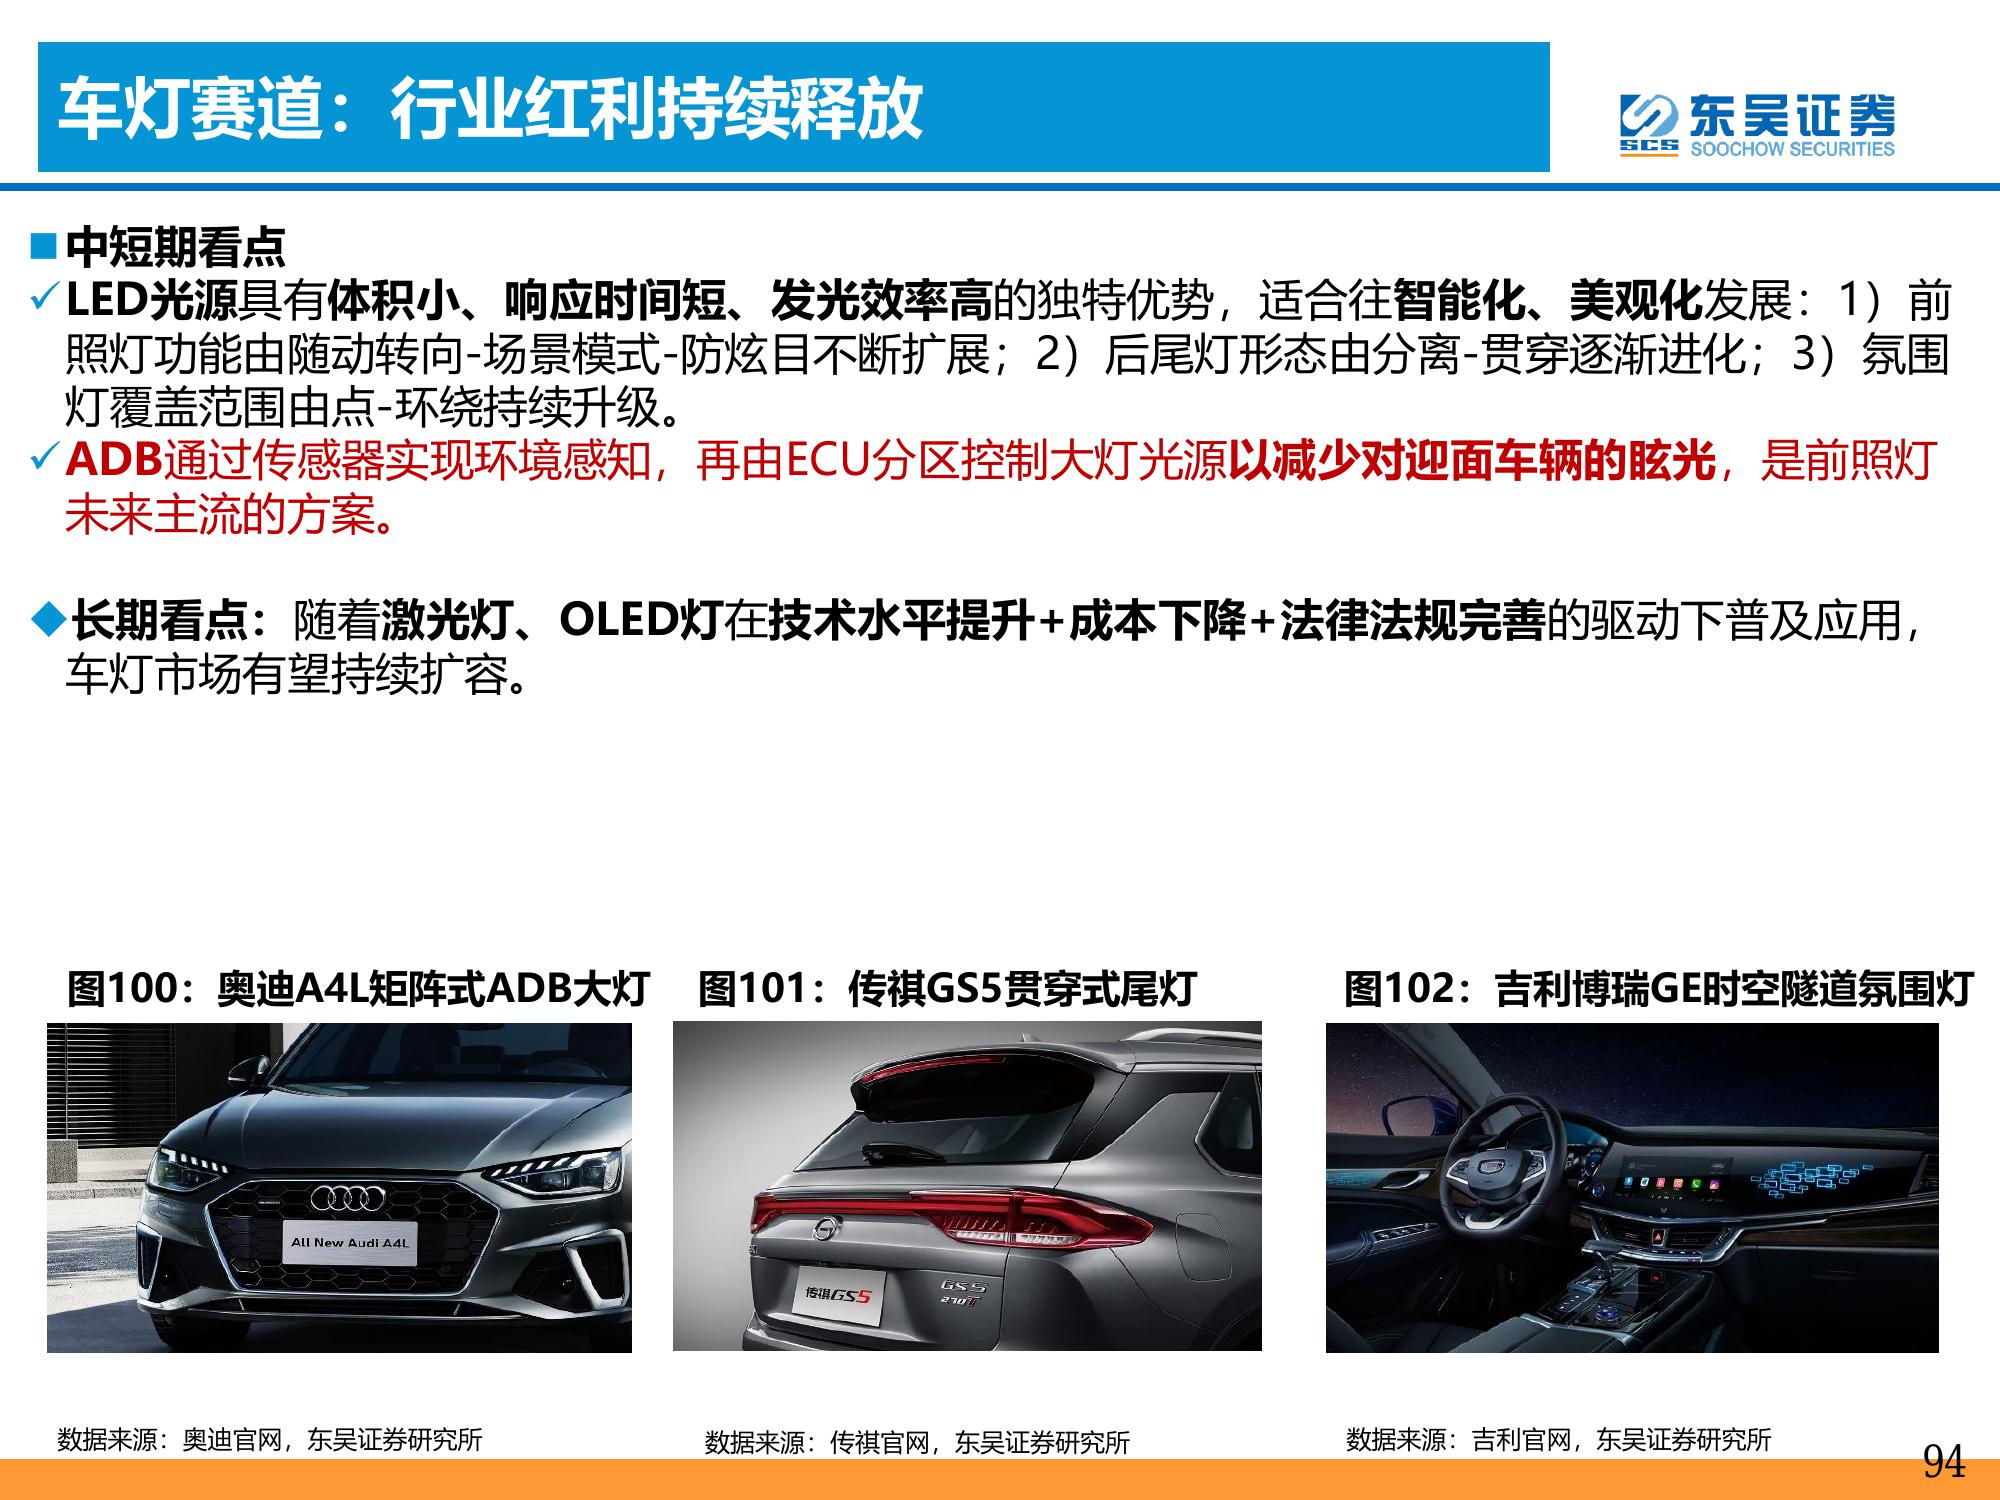 车灯赛道：行业红利持续释放
东吴证券
SCS SOOCHOW SECURITIES
中短期看点
LED光源具有体积小、响应时间短、发光效率高的独特优势，适合往智能化、美观化发展：1）前
照灯功能由随动转向-场景模式-防炫目不断扩展；2）后尾灯形态由分离-贯穿逐渐进化；3）氛围
灯覆盖范围由点-环绕持续升级。
ADB通过传感器实现环境感知，再由ECU分区控制大灯光源以减少对迎面车辆的眩光，是前照灯
未来主流的方案。
长期看点：随着激光灯、OLED灯在技术水平提升+成本下降+法律法规完善的驱动下普及应用，
车灯市场有望持续扩容。
图100：奥迪A4L矩阵式ADB大灯
图101：传祺GS5贯穿式尾灯
图102：吉利博瑞GE时空隧道氛围灯
All New Audi A4L
传祺GS5
GS5
270T
数据来源：奥迪官网，东吴证券研究所
数据来源：传祺官网，东吴证券研究所
数据来源：吉利官网，东吴证券研究所
94